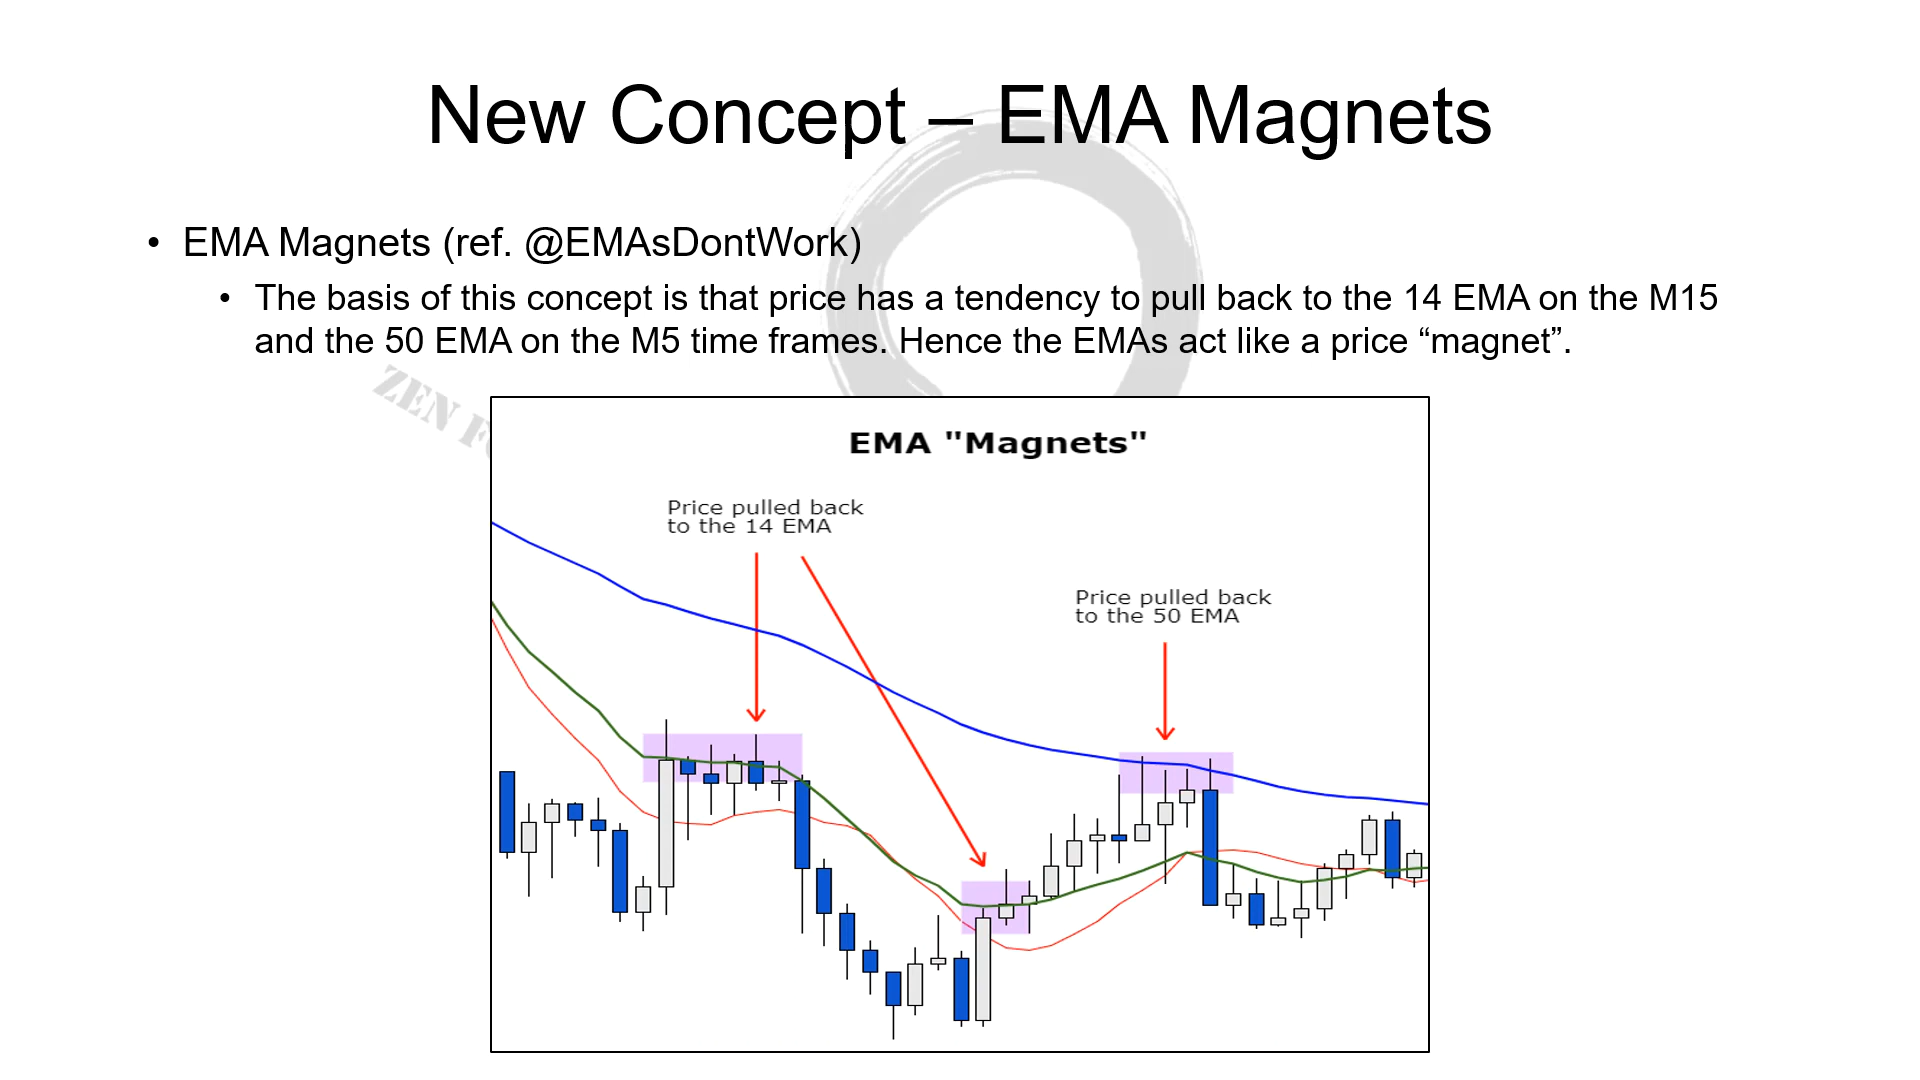 New Concept – EMA Magnets
• EMA Magnets (ref. @EMAsDontWork)
• The basis of this concept is that price has a tendency to pull back to the 14 EMA on the M15
and the 50 EMA on the M5 time frames. Hence the EMAs act like a price “magnet”.
ZEN
EMA "Magnets"
Price pulled back
to the 14 EMA
Price pulled back
to the 50 EMA